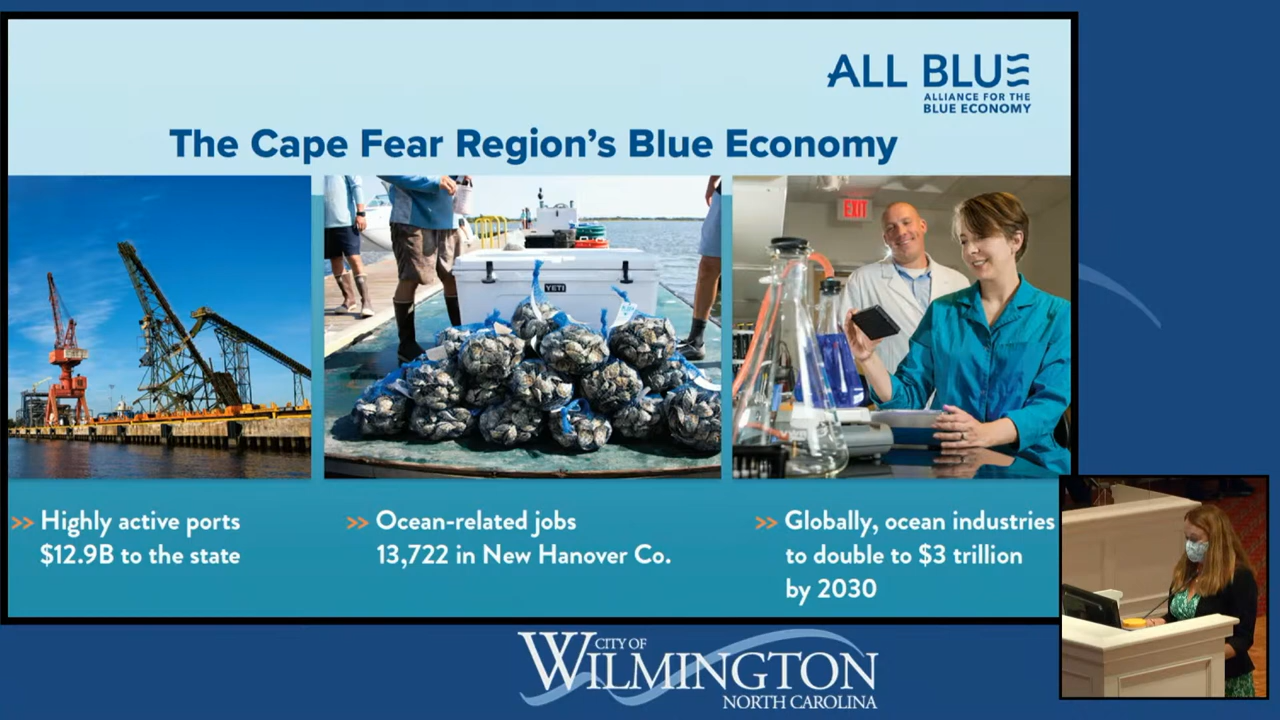 ALL BLUE
ALLIANCE FOR THE
BLUE ECONOMY
The Cape Fear Region's Blue Economy
EXIT
YETI
>> Highly active ports
$12.9B to the state
>> Ocean-related jobs
13,722 in New Hanover Co.
>> Globally, ocean industries
to double to $3 trillion
by 2030
CITY OF
WILMINGTON
NORTH CAROLINA